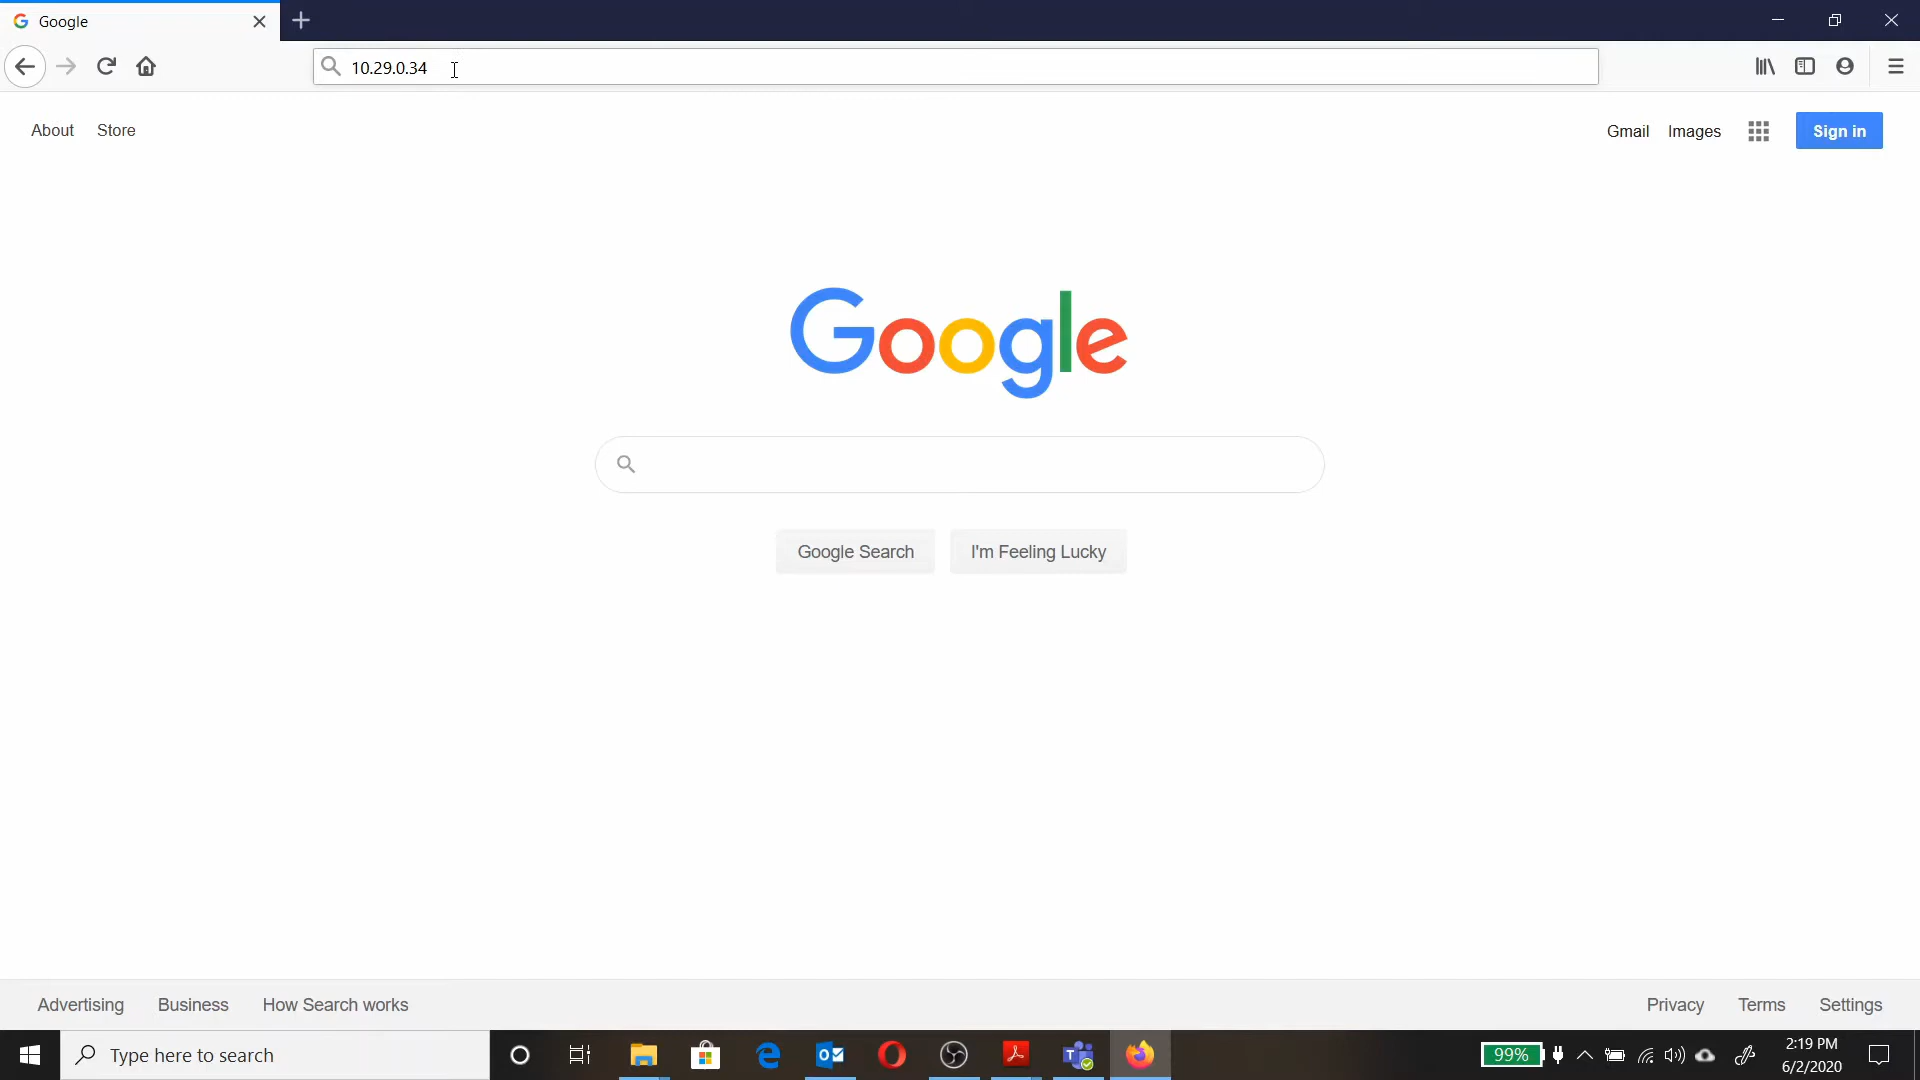 Google
10.29.0.34
About Store
Gmail Images Sign in
Google
Google Search I'm Feeling Lucky
Advertising Business How Search works
Privacy Terms Settings
Type here to search
99%
2:19 PM
6/2/2020